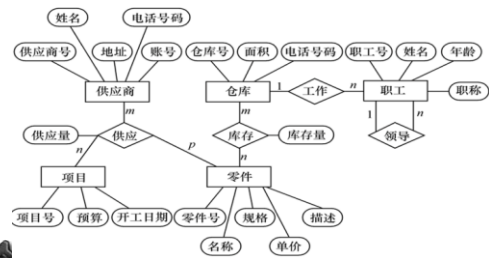 姓名 电话号码
供应商号 地址 账号 仓库号 面积 电话号码 职工号 姓名 年龄
供应商 仓库 1 工作 n 职工 职称
m m 1 n
供应量 供应 库存 库存量 领导
n p n
项目 零件
项目号 预算 开工日期 零件号 规格 描述
名称 单价